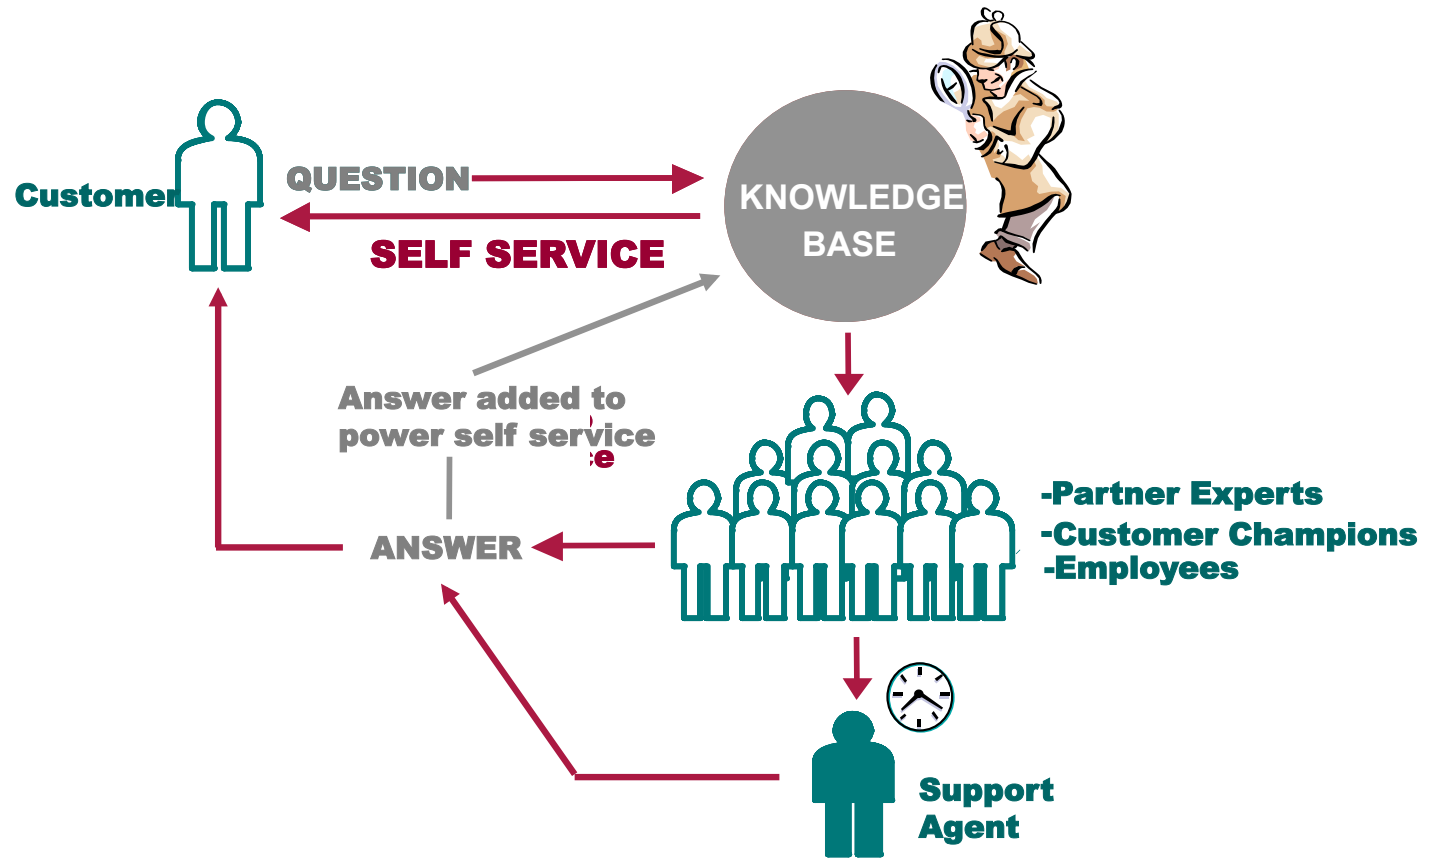 Customer
QUESTION
SELF SERVICE
KNOWLEDGE
BASE
Answer added to
power self service
ANSWER
-Partner Experts
-Customer Champions
-Employees
Support
Agent